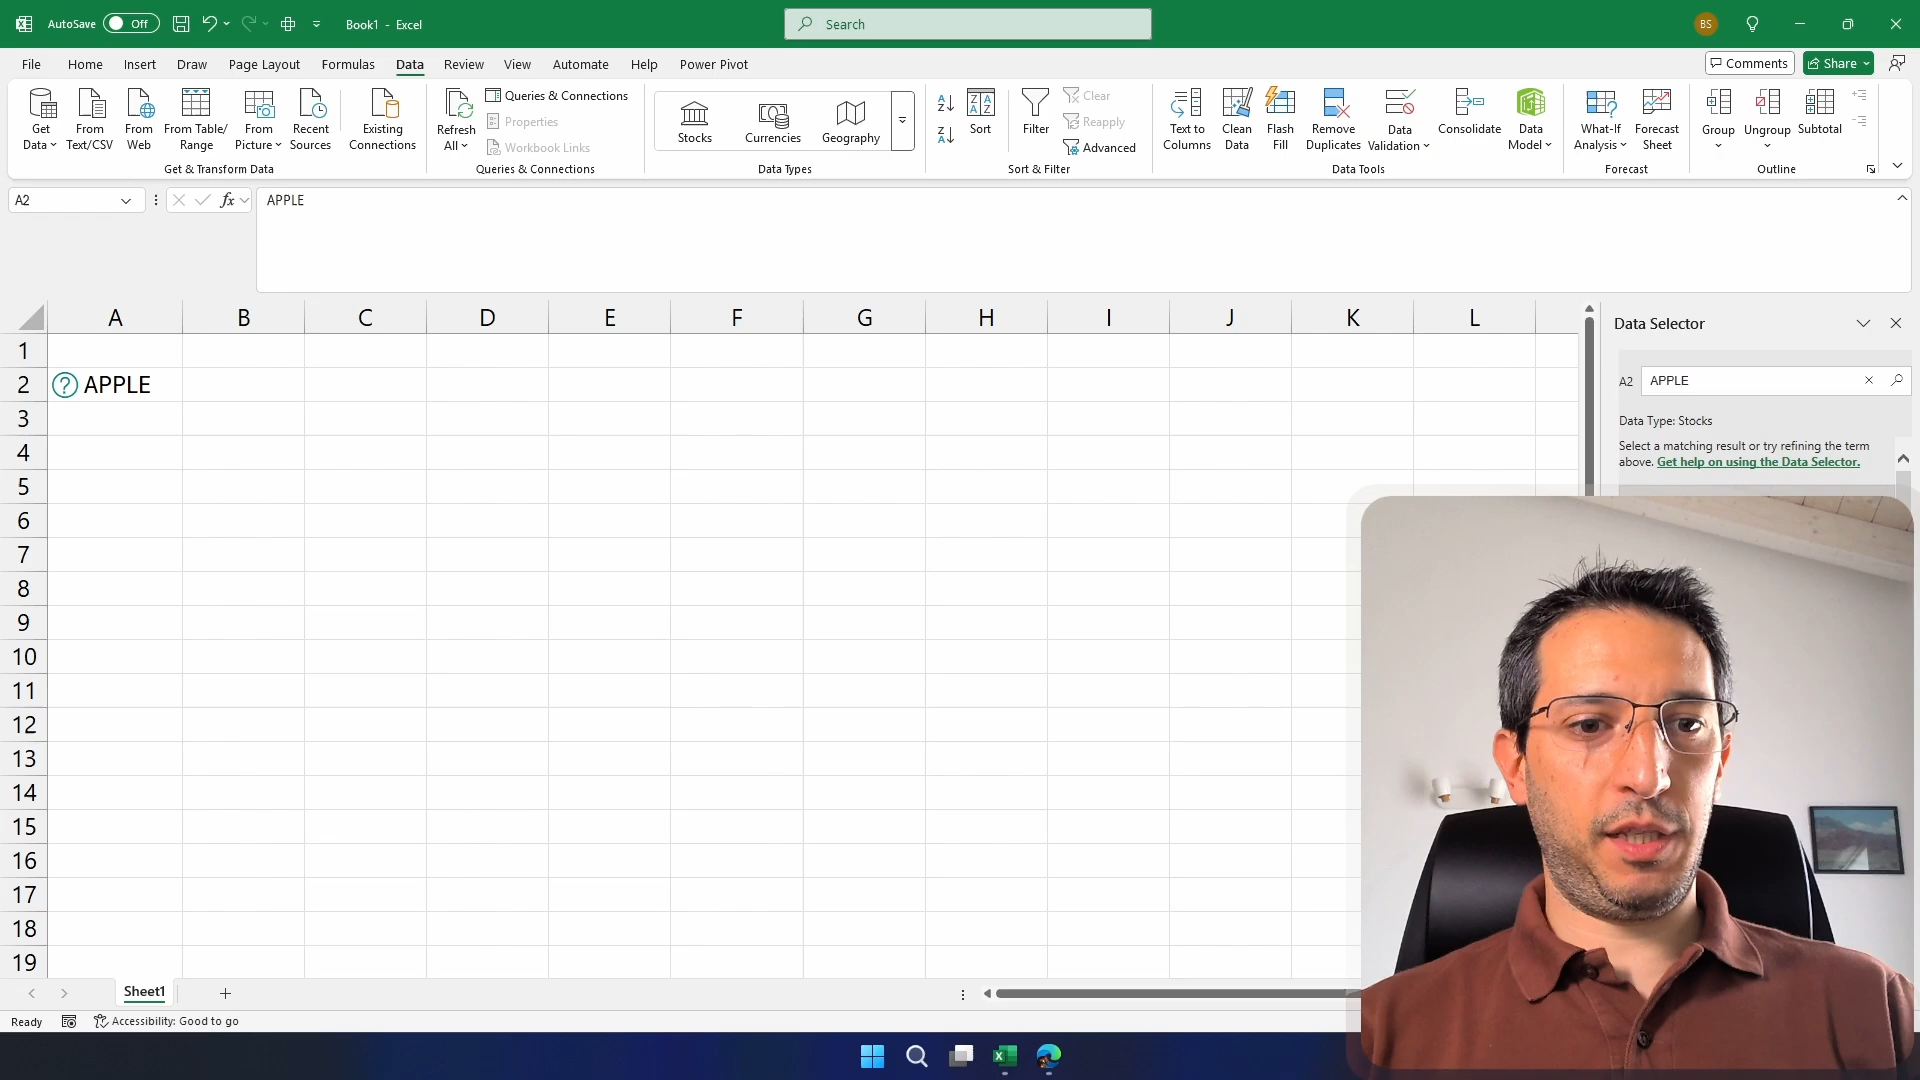 AutoSave Off Book1 - Excel Search BS
File Home Insert Draw Page Layout Formulas Data Review View Automate Help Power Pivot Comments Share
Get Data
From Text/CSV
From Web
From Table/Range
From Picture
Recent Sources
Existing Connections
Get & Transform Data
Refresh All
Queries & Connections
Properties
Workbook Links
Queries & Connections
Stocks
Currencies
Geography
Data Types
Sort
Filter
Clear
Reapply
Advanced
Sort & Filter
Text to Columns
Clean Data
Flash Fill
Remove Duplicates
Data Validation
Consolidate
Data Model
Data Tools
What-If Analysis
Forecast Sheet
Forecast
Group
Ungroup
Subtotal
Outline
A2 fx APPLE
A B C D E F G H I J K L
1
2 ? APPLE
3
4
5
6
7
8
9
10
11
12
13
14
15
16
17
18
19
Data Selector
A2 APPLE
Data Type: Stocks
Select a matching result or try refining the term
above. Get help on using the Data Selector.
Sheet1
Ready Accessibility: Good to go